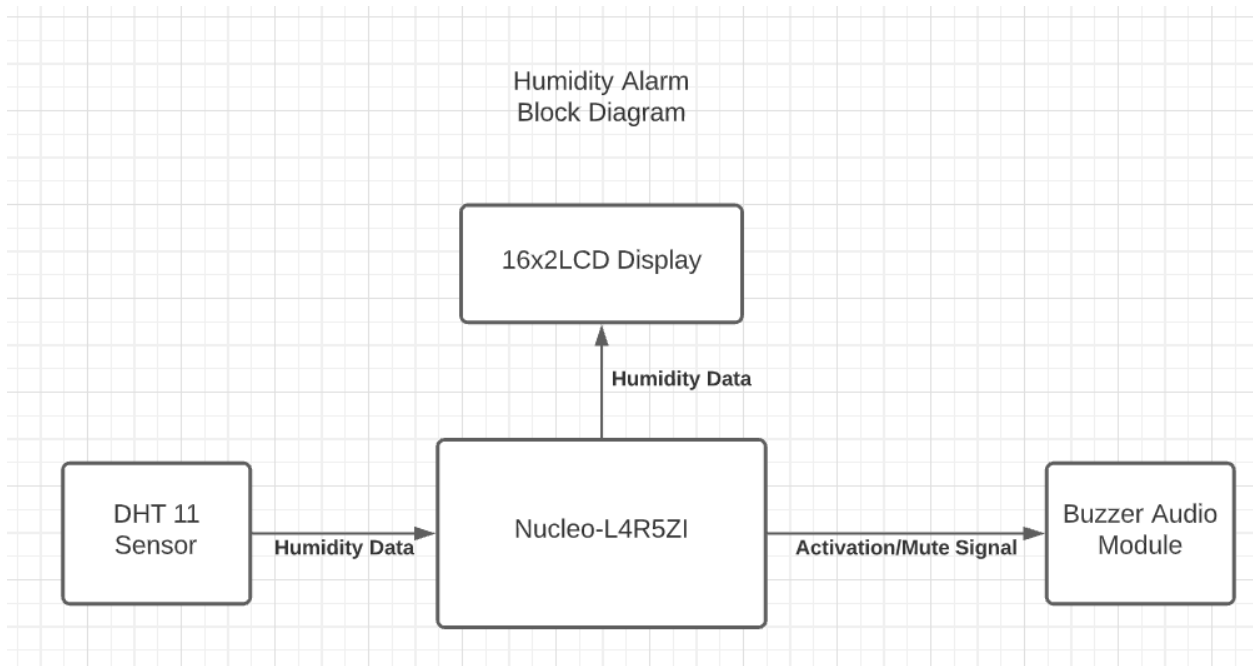 Humidity Alarm
Block Diagram
16x2LCD Display
Humidity Data
DHT 11
Sensor
Humidity Data
Nucleo-L4R5ZI
Activation/Mute Signal
Buzzer Audio
Module